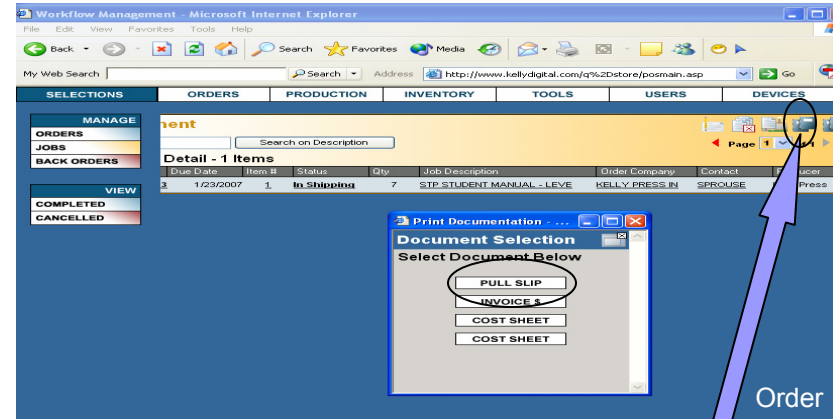 Workflow Management - Microsoft Internet Explorer
File Edit View Favorites Tools Help
Back Search Favorites Media
My Web Search Search Address http://www.kellydigital.com/q%2Dstore/posmain.asp Go
SELECTIONS ORDERS PRODUCTION INVENTORY TOOLS USERS DEVICES
MANAGE
ORDERS
JOBS
BACK ORDERS
VIEW
COMPLETED
CANCELLED
ment
Search on Description
Page 1
Detail - 1 Items
Due Date Item # Status Qty Job Description Order Company Contact
3 1/23/2007 1 In Shipping 7 STP STUDENT MANUAL - LEVE KELLY PRESS IN SPROUSE Press
Print Documentation - ...
Document Selection
Select Document Below
PULL SLIP
INVOICE $
COST SHEET
COST SHEET
Order